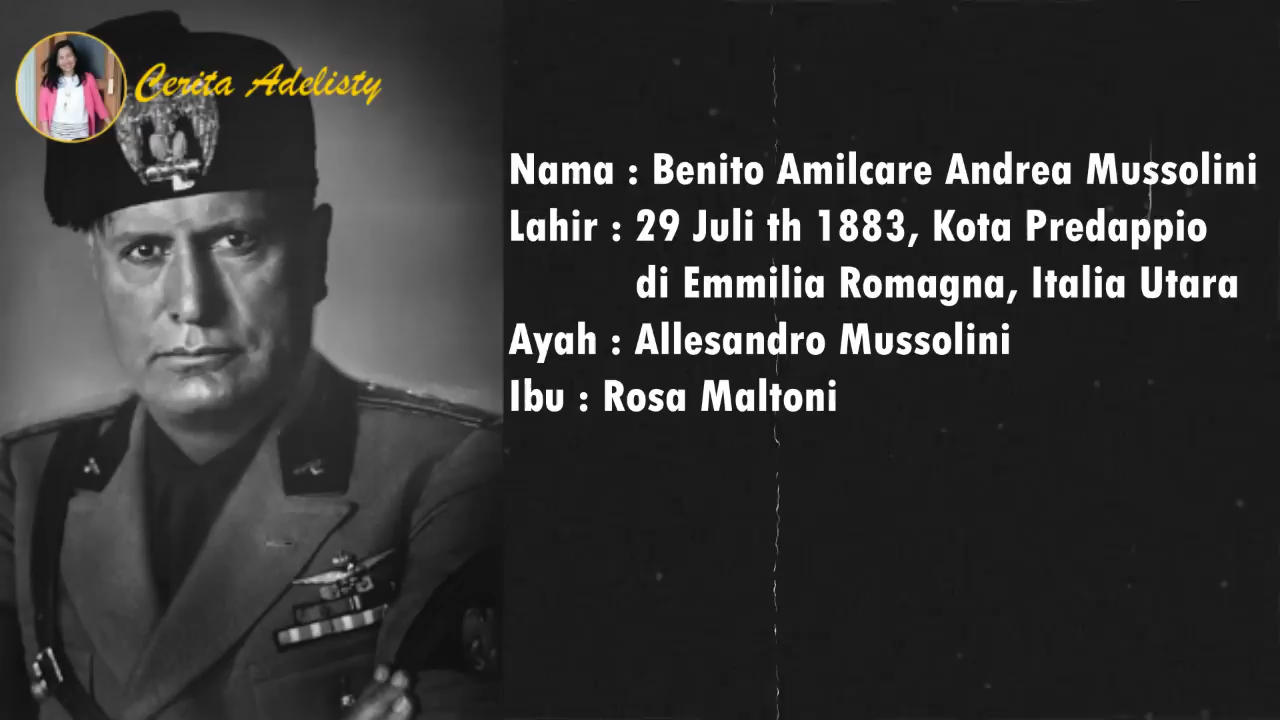 Cerita Adelisty
Nama : Benito Amilcare Andrea Mussolini
Lahir : 29 Juli th 1883, Kota Predappio
di Emmilia Romagna, Italia Utara
Ayah : Allesandro Mussolini
Ibu : Rosa Maltoni